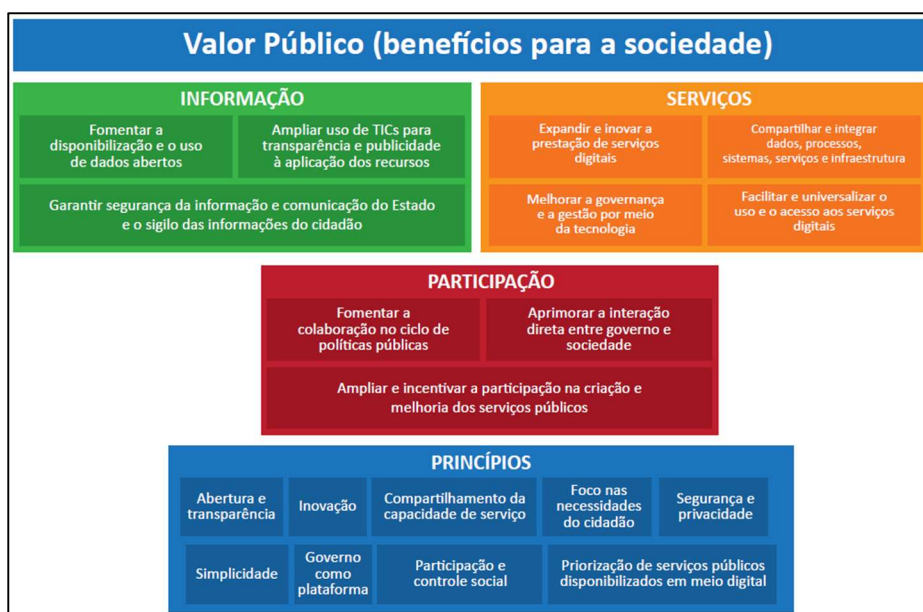 Valor Público (benefícios para a sociedade)
INFORMAÇÃO
Fomentar a
disponibilização e o uso
de dados abertos
Ampliar uso de TICs para
transparência e publicidade
à aplicação dos recursos
Garantir segurança da informação e comunicação do Estado
e o sigilo das informações do cidadão
SERVIÇOS
Expandir e inovar a
prestação de serviços
digitais
Compartilhar e integrar
dados, processos,
sistemas, serviços e infraestrutura
Melhorar a governança
e a gestão por meio
da tecnologia
Facilitar e universalizar o
uso e o acesso aos serviços
digitais
PARTICIPAÇÃO
Fomentar a
colaboração no ciclo de
políticas públicas
Aprimorar a interação
direta entre governo e
sociedade
Ampliar e incentivar a participação na criação e
melhoria dos serviços públicos
PRINCÍPIOS
Abertura e
transparência
Inovação
Compartilhamento da
capacidade de serviço
Foco nas
necessidades
do cidadão
Segurança e
privacidade
Simplicidade
Governo
como
plataforma
Participação e
controle social
Priorização de serviços públicos
disponibilizados em meio digital